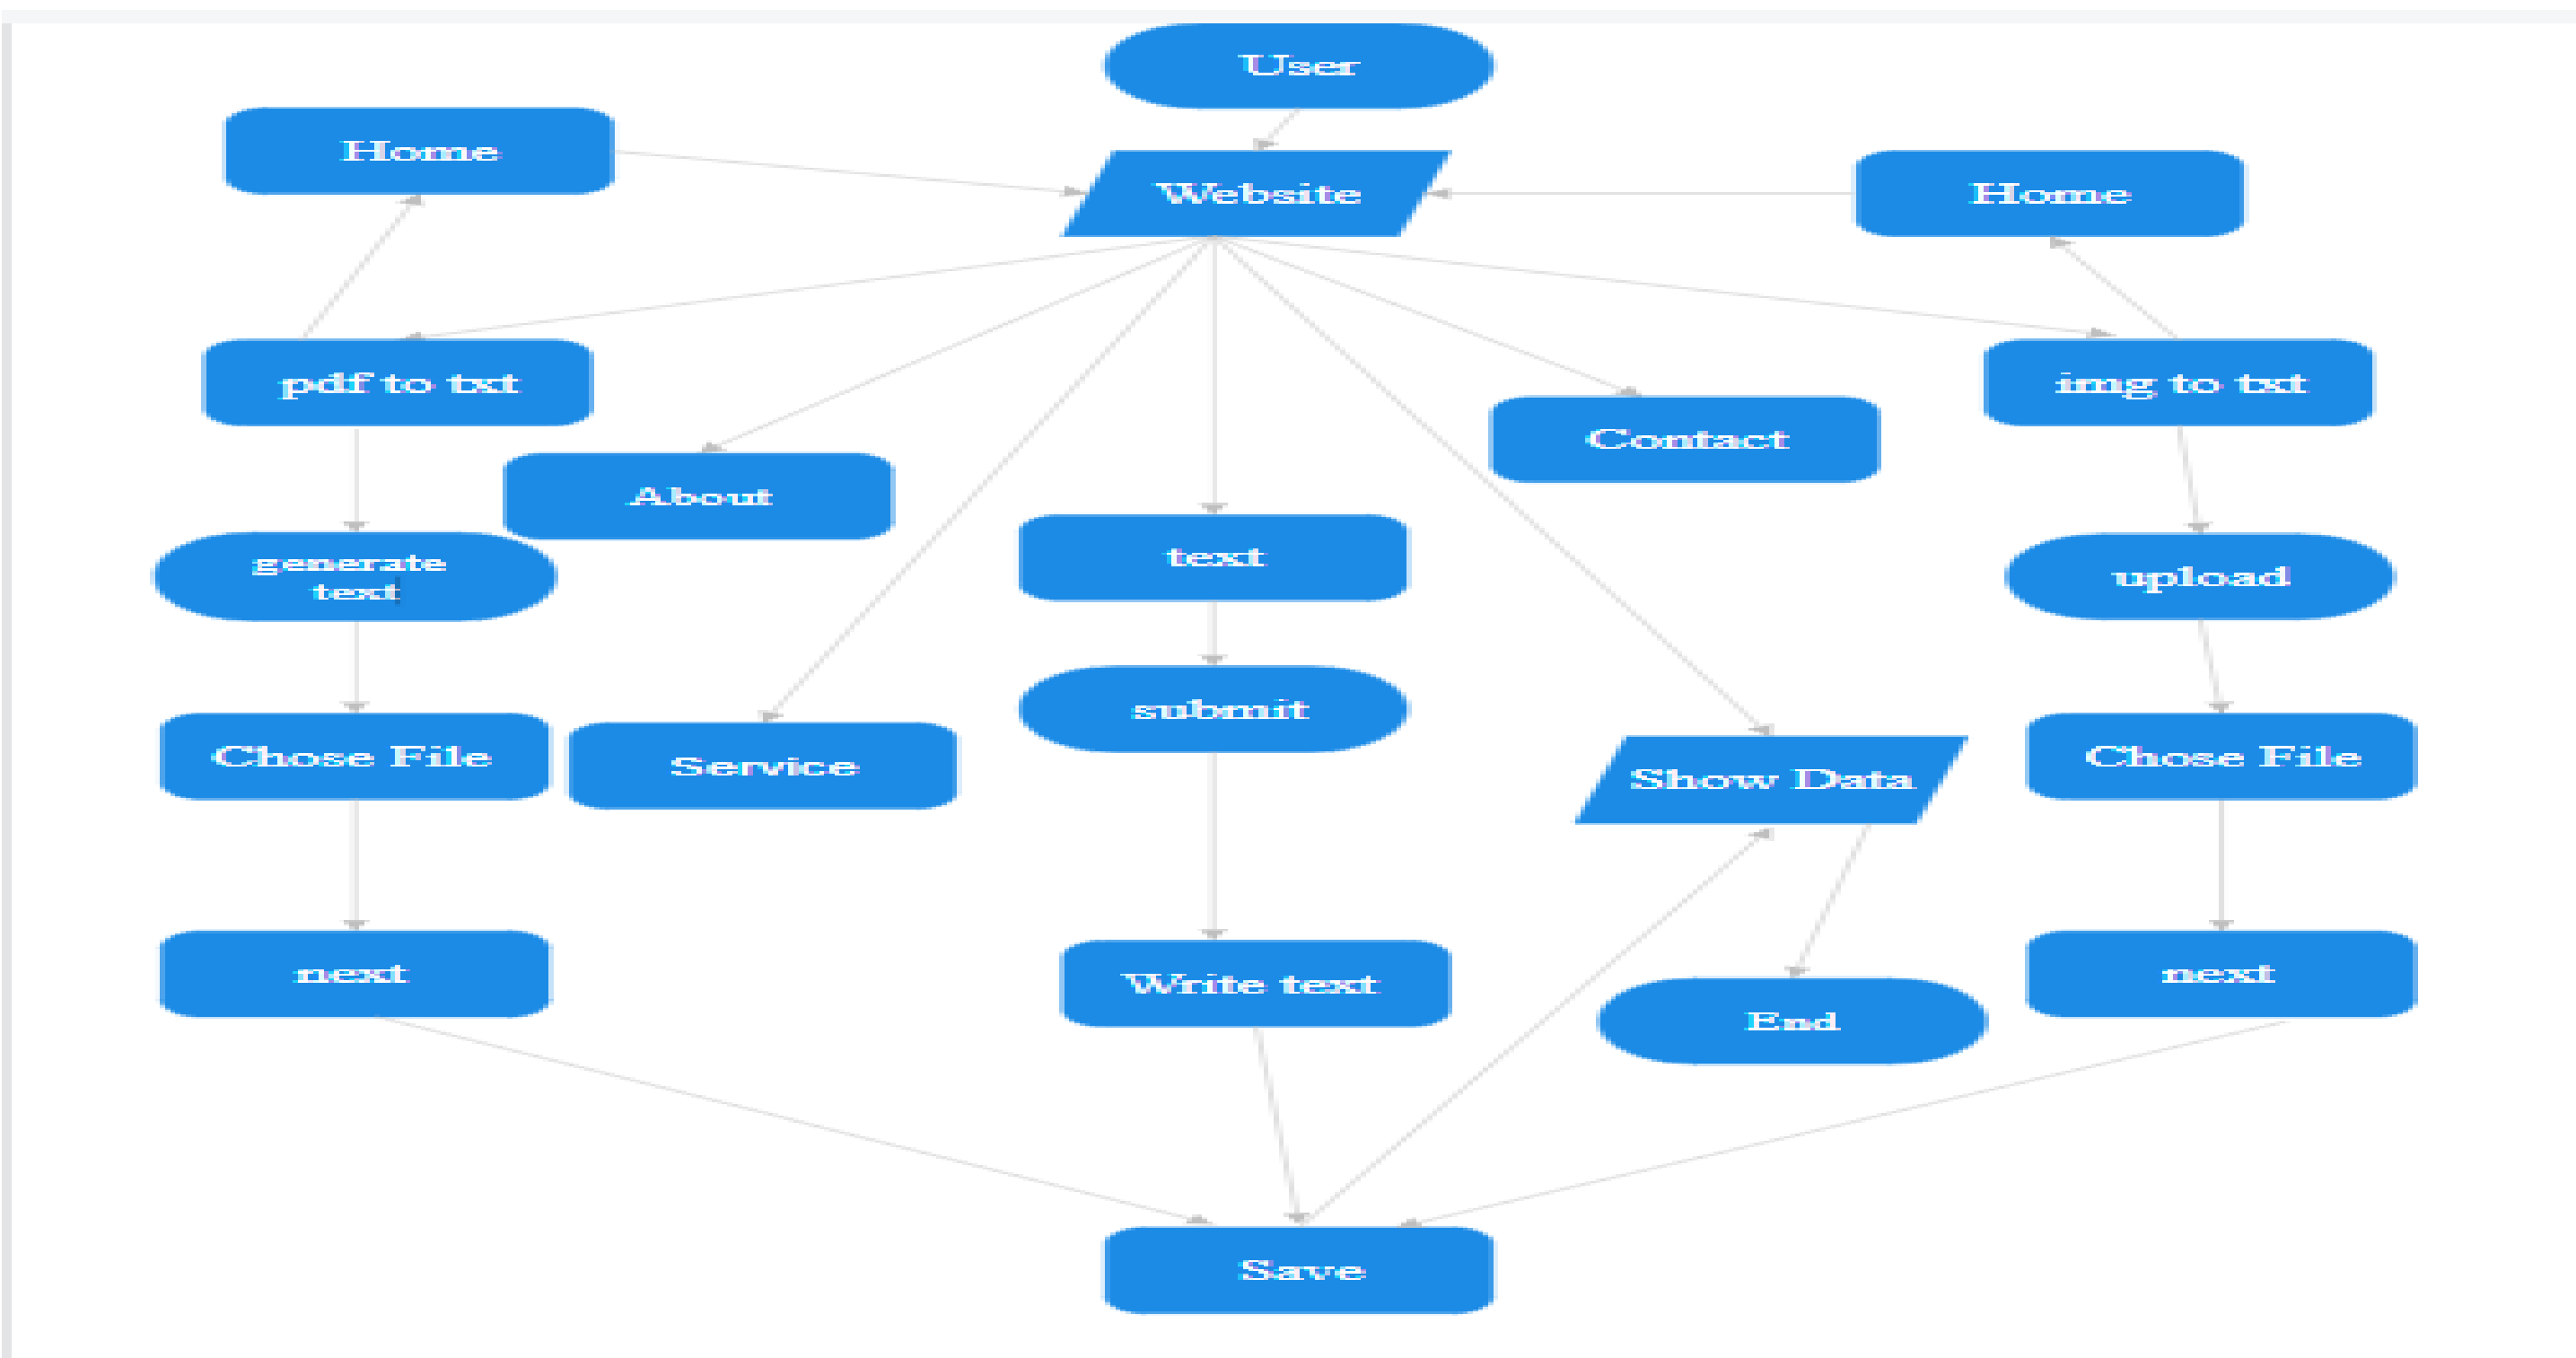 User
Home
Website
Home
pdf to txt
img to txt
Contact
About
text
generate
text
upload
submit
Chose File
Service
Show Data
Chose File
next
Write text
End
next
Save